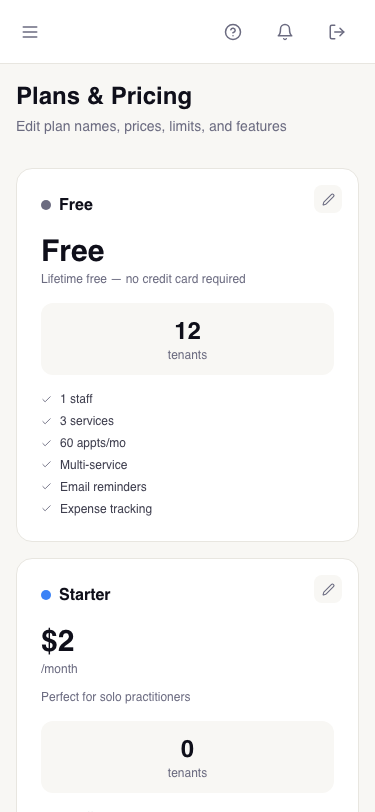 Plans & Pricing
Edit plan names, prices, limits, and features
Free
Free
Lifetime free — no credit card required
12
tenants
1 staff
3 services
60 appts/mo
Multi-service
Email reminders
Expense tracking
Starter
$2
/month
Perfect for solo practitioners
0
tenants